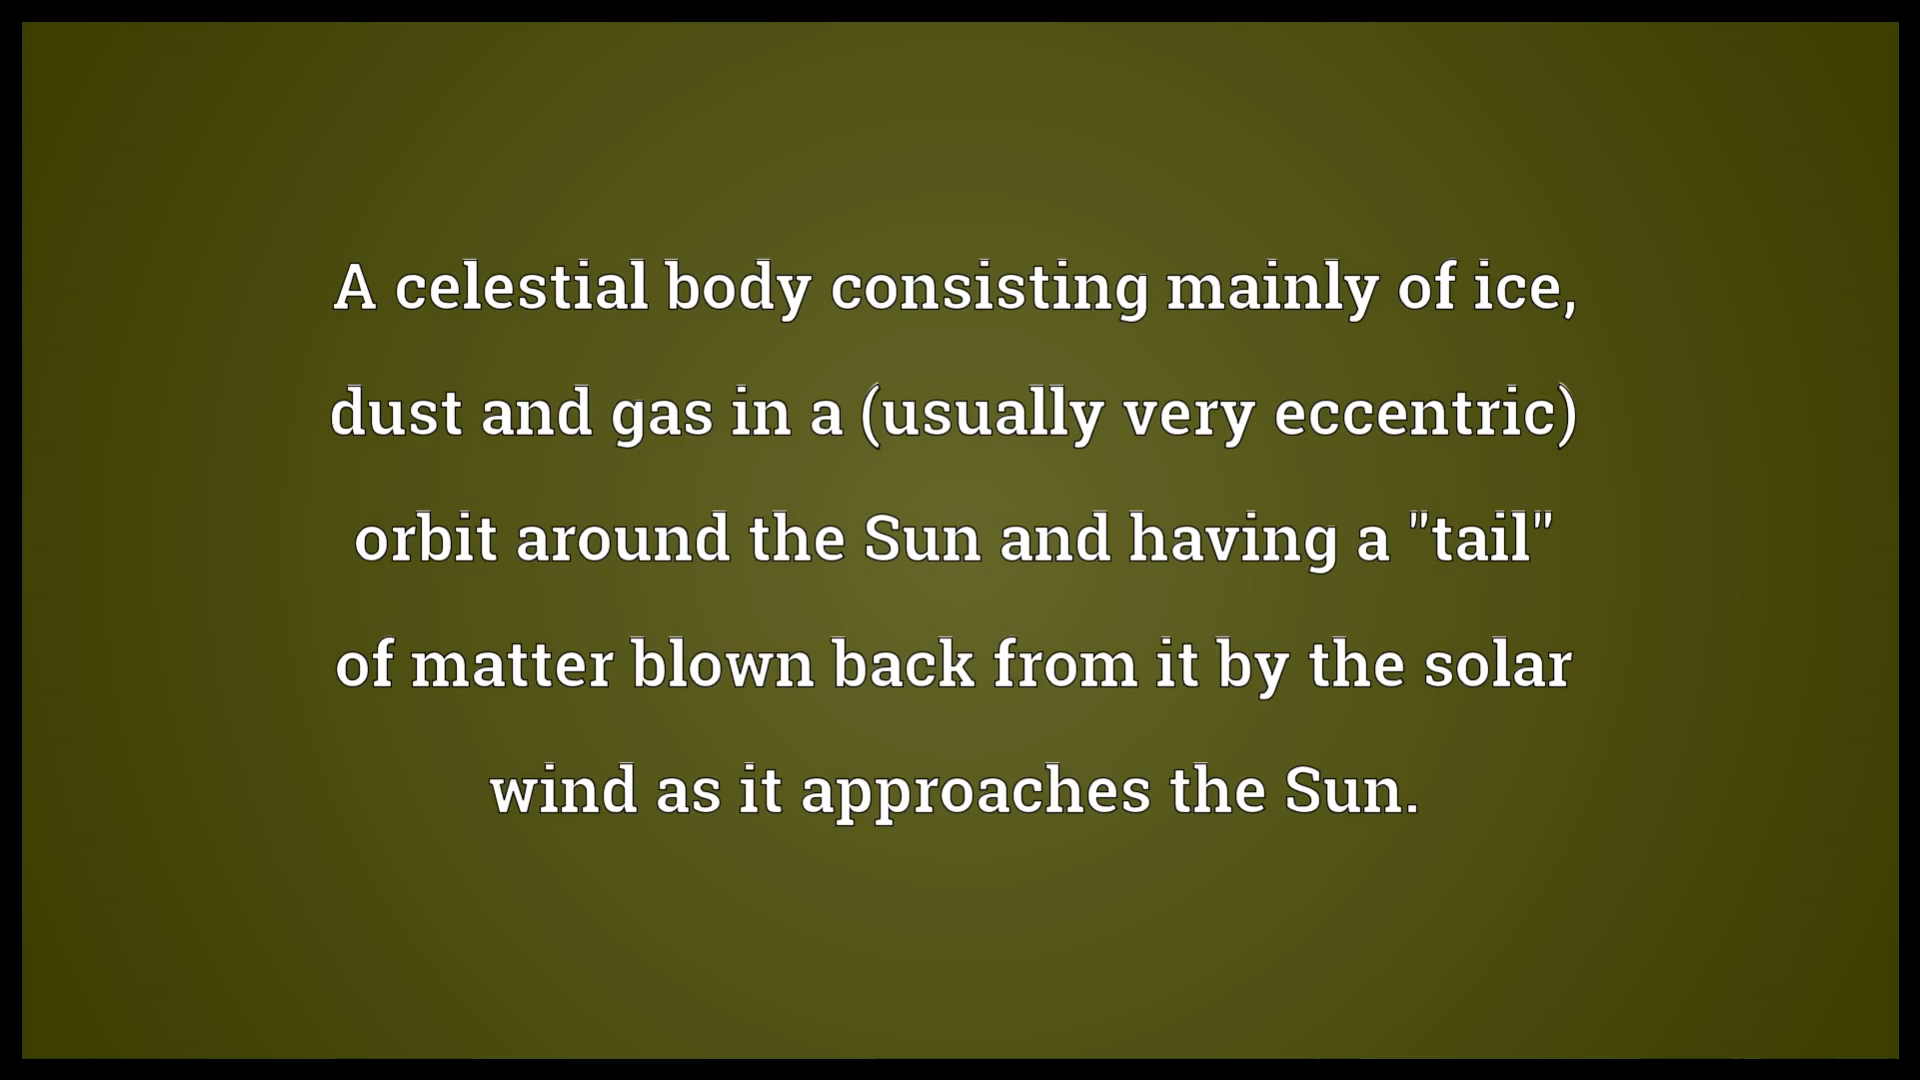 A celestial body consisting mainly of ice,
dust and gas in a (usually very eccentric)
orbit around the Sun and having a "tail"
of matter blown back from it by the solar
wind as it approaches the Sun.